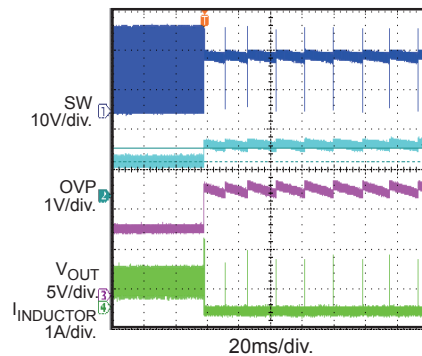 T
SW
1
10V/div.
OVP
2
1V/div.
VOUT
5V/div.
3
4
IINDUCTOR
1A/div.
20ms/div.